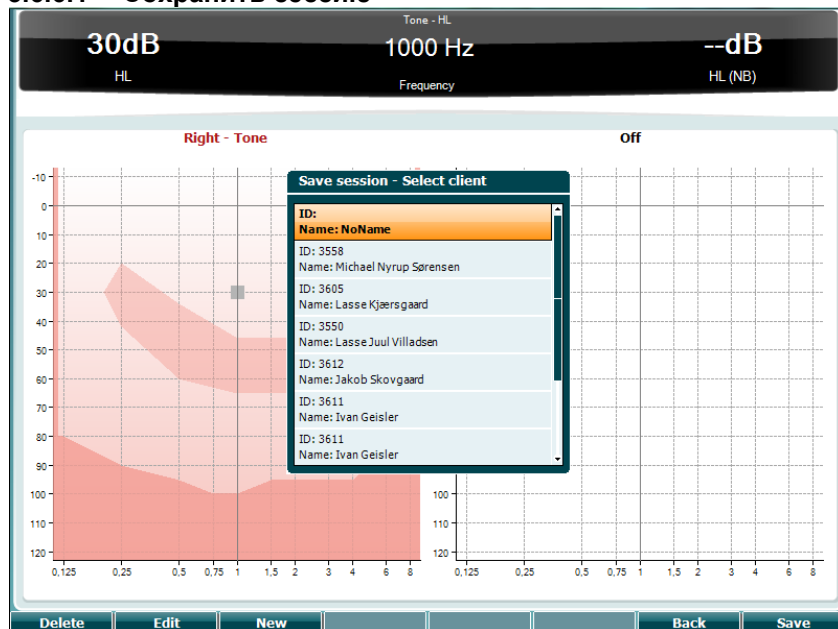 Сохранить сессию
Tone - HL
30dB
1000 Hz
--dB
HL
Frequency
HL (NB)
Right - Tone
Off
Save session - Select client
ID:
Name: NoName
ID: 3558
Name: Michael Nyrup Sørensen
ID: 3605
Name: Lasse Kjærsgaard
ID: 3550
Name: Lasse Juul Villadsen
ID: 3612
Name: Jakob Skovgaard
ID: 3611
Name: Ivan Geisler
ID: 3611
Name: Ivan Geisler
-10
0
10
20
30
40
50
60
70
80
90
100
110
120
100
110
120
0,125 0,25 0,5 0,75 1 1,5 2 3 4 6 8
0,125 0,25 0,5 0,75 1 1,5 2 3 4 6 8
Delete Edit New Back Save